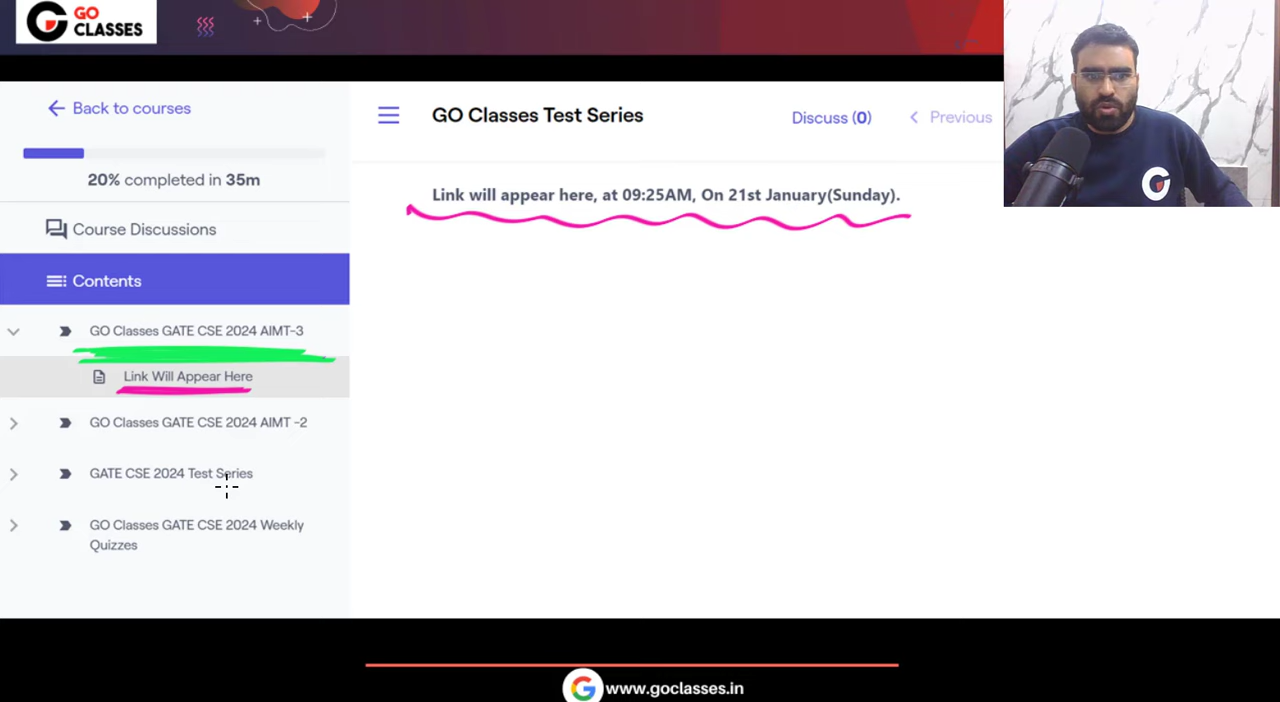 GO
CLASSES
Back to courses
20% completed in 35m
Course Discussions
Contents
GO Classes GATE CSE 2024 AIMT-3
Link Will Appear Here
GO Classes GATE CSE 2024 AIMT -2
GATE CSE 2024 Test Series
GO Classes GATE CSE 2024 Weekly
Quizzes
GO Classes Test Series
Discuss (0)
Previous
Link will appear here, at 09:25AM, On 21st January(Sunday).
www.goclasses.in